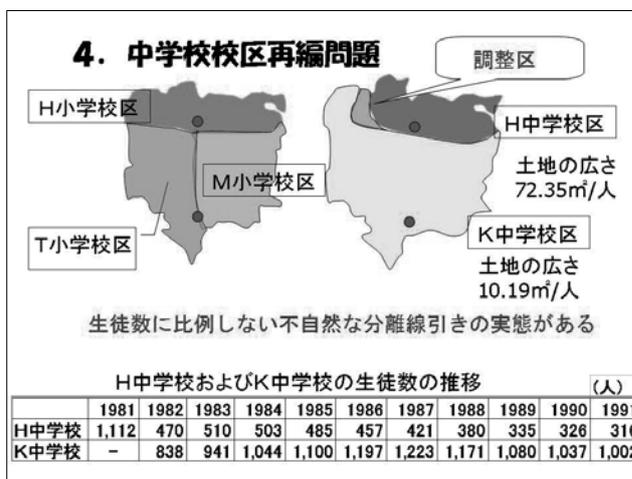 4. 中学校校区再編問題
調整区
H小学校区
M小学校区
T小学校区
H中学校区
土地の広さ
72.35㎡/人
K中学校区
土地の広さ
10.19㎡/人
生徒数に比例しない不自然な分離線引きの実態がある
H中学校およびK中学校の生徒数の推移 (人)
1981 1982 1983 1984 1985 1986 1987 1988 1989 1990 1991
H中学校 1,112 470 510 503 485 457 421 380 335 326 316
K中学校 − 838 941 1,044 1,100 1,197 1,223 1,171 1,080 1,037 1,002